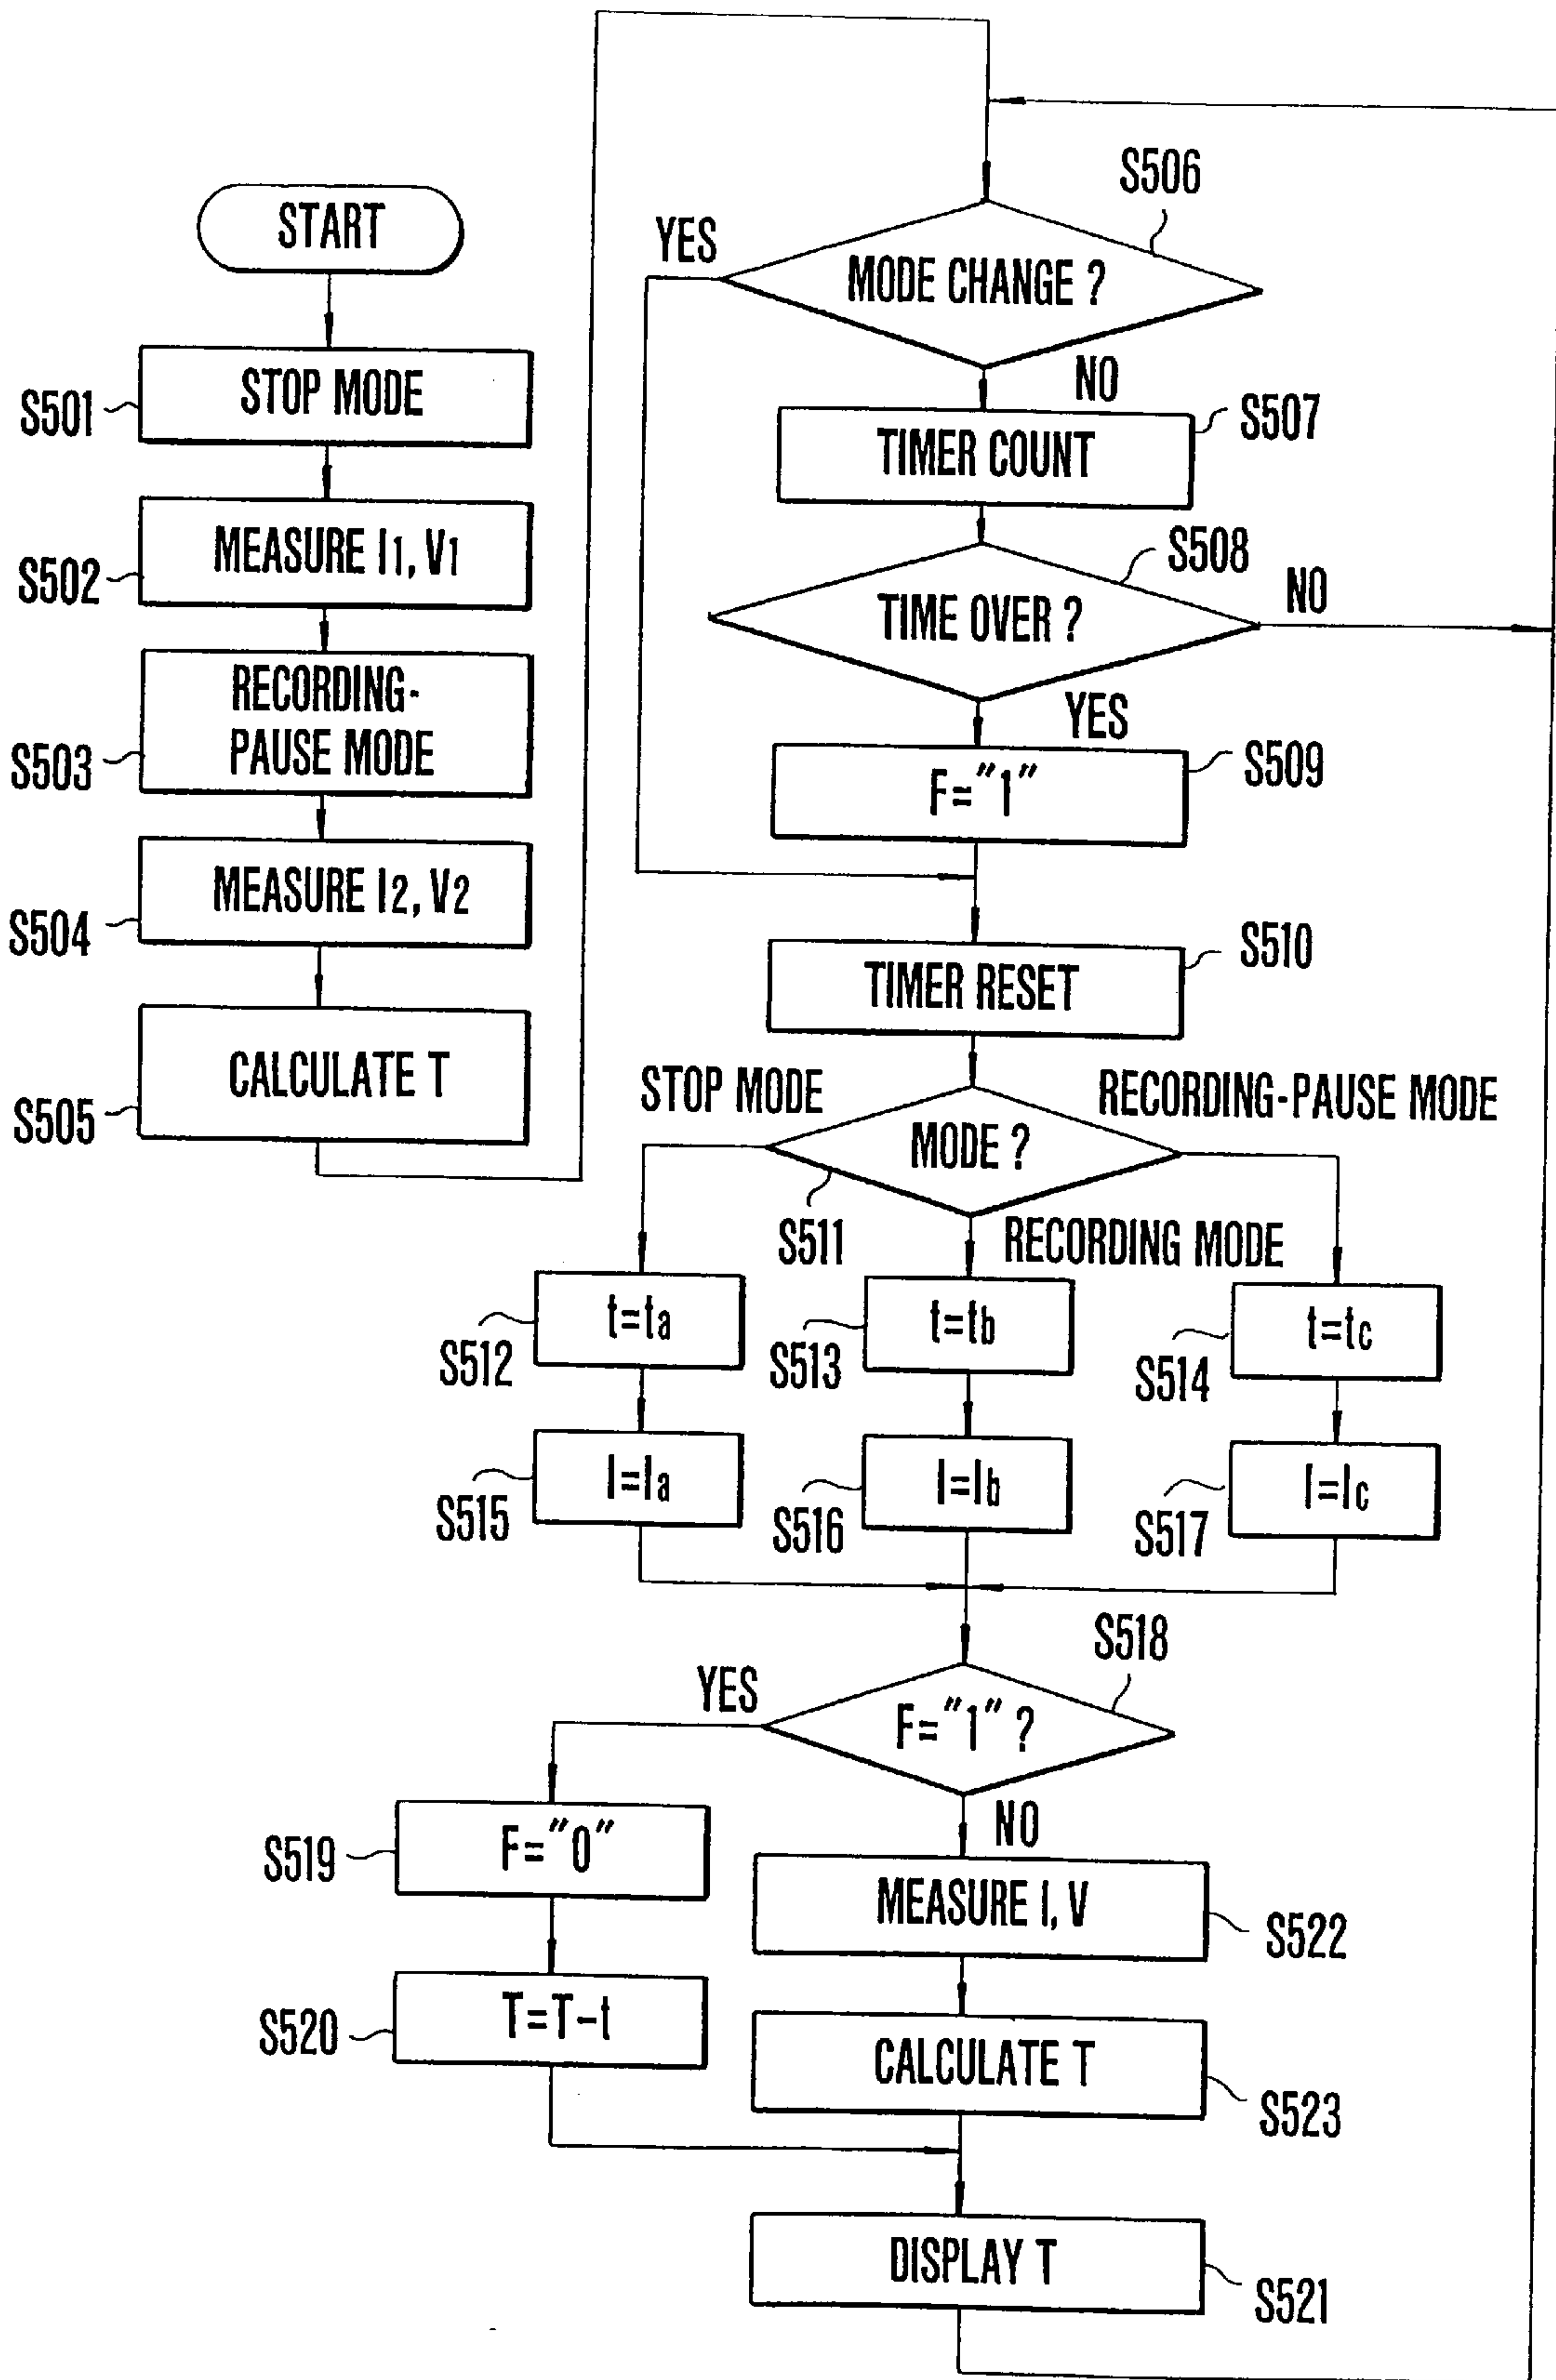 START
S501
STOP MODE
S502
MEASURE I1, V1
S503
RECORDING-
PAUSE MODE
S504
MEASURE I2, V2
S505
CALCULATE T
S506
MODE CHANGE ?
YES
NO
S507
TIMER COUNT
S508
TIME OVER ?
NO
YES
S509
F="1"
S510
TIMER RESET
STOP MODE
RECORDING-PAUSE MODE
MODE ?
S511
RECORDING MODE
S512
t=ta
S513
t=tb
S514
t=tc
S515
I=Ia
S516
I=Ib
S517
I=Ic
S518
YES
F="1" ?
NO
S519
F="0"
MEASURE I, V
S522
S520
T=T-t
CALCULATE T
S523
DISPLAY T
S521